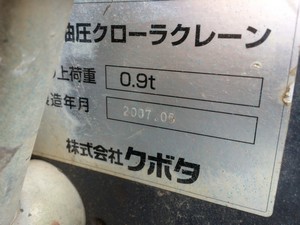 油圧クローラクレーン
上荷重 0.9t
造年月 2007.06
株式会社クボタ